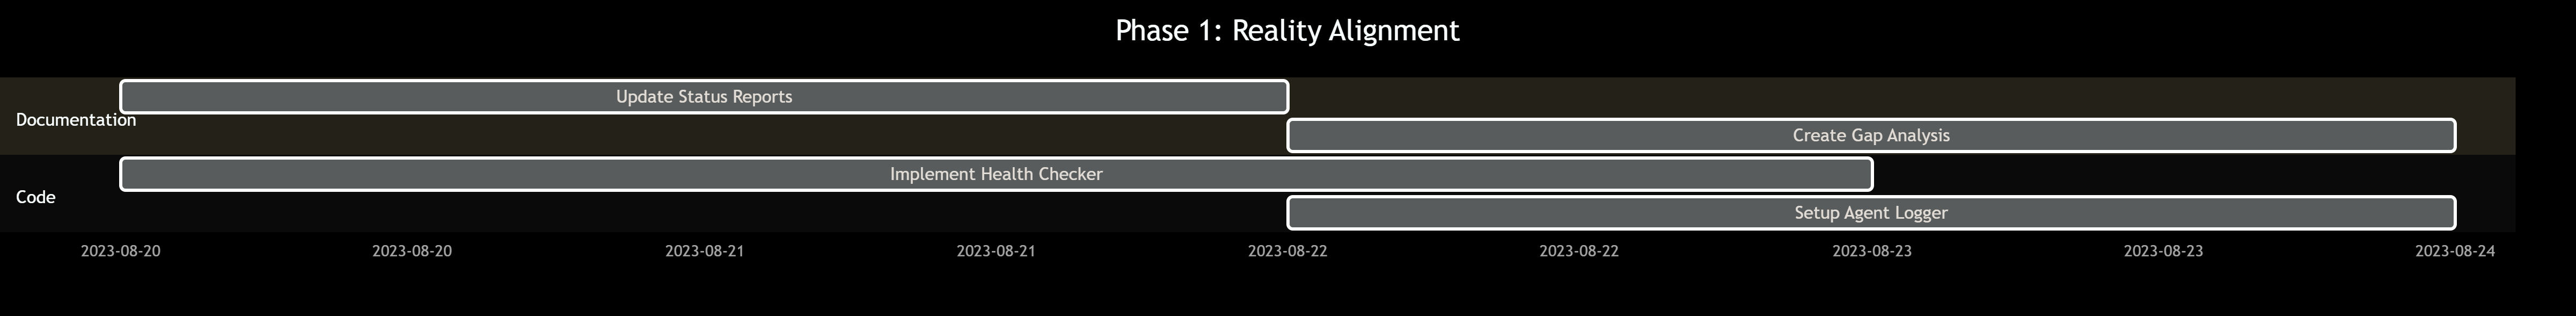 Phase 1: Reality Alignment
Update Status Reports
Documentation
Create Gap Analysis
Implement Health Checker
Code
Setup Agent Logger
2023-08-20 2023-08-20 2023-08-21 2023-08-21 2023-08-22 2023-08-22 2023-08-23 2023-08-23 2023-08-24